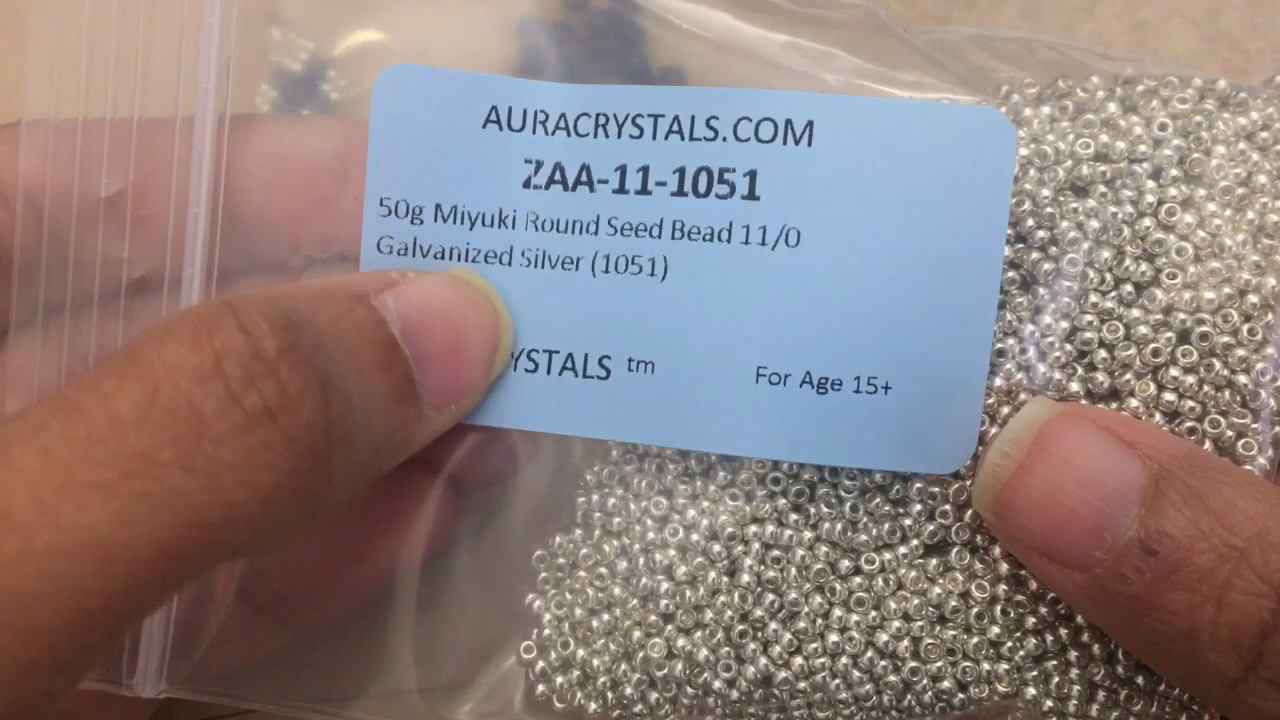 AURACRYSTALS.COM
ZAA-11-1051
50g Miyuki Round Seed Bead 11/0
Galvanized Silver (1051)
YSTALS tm
For Age 15+